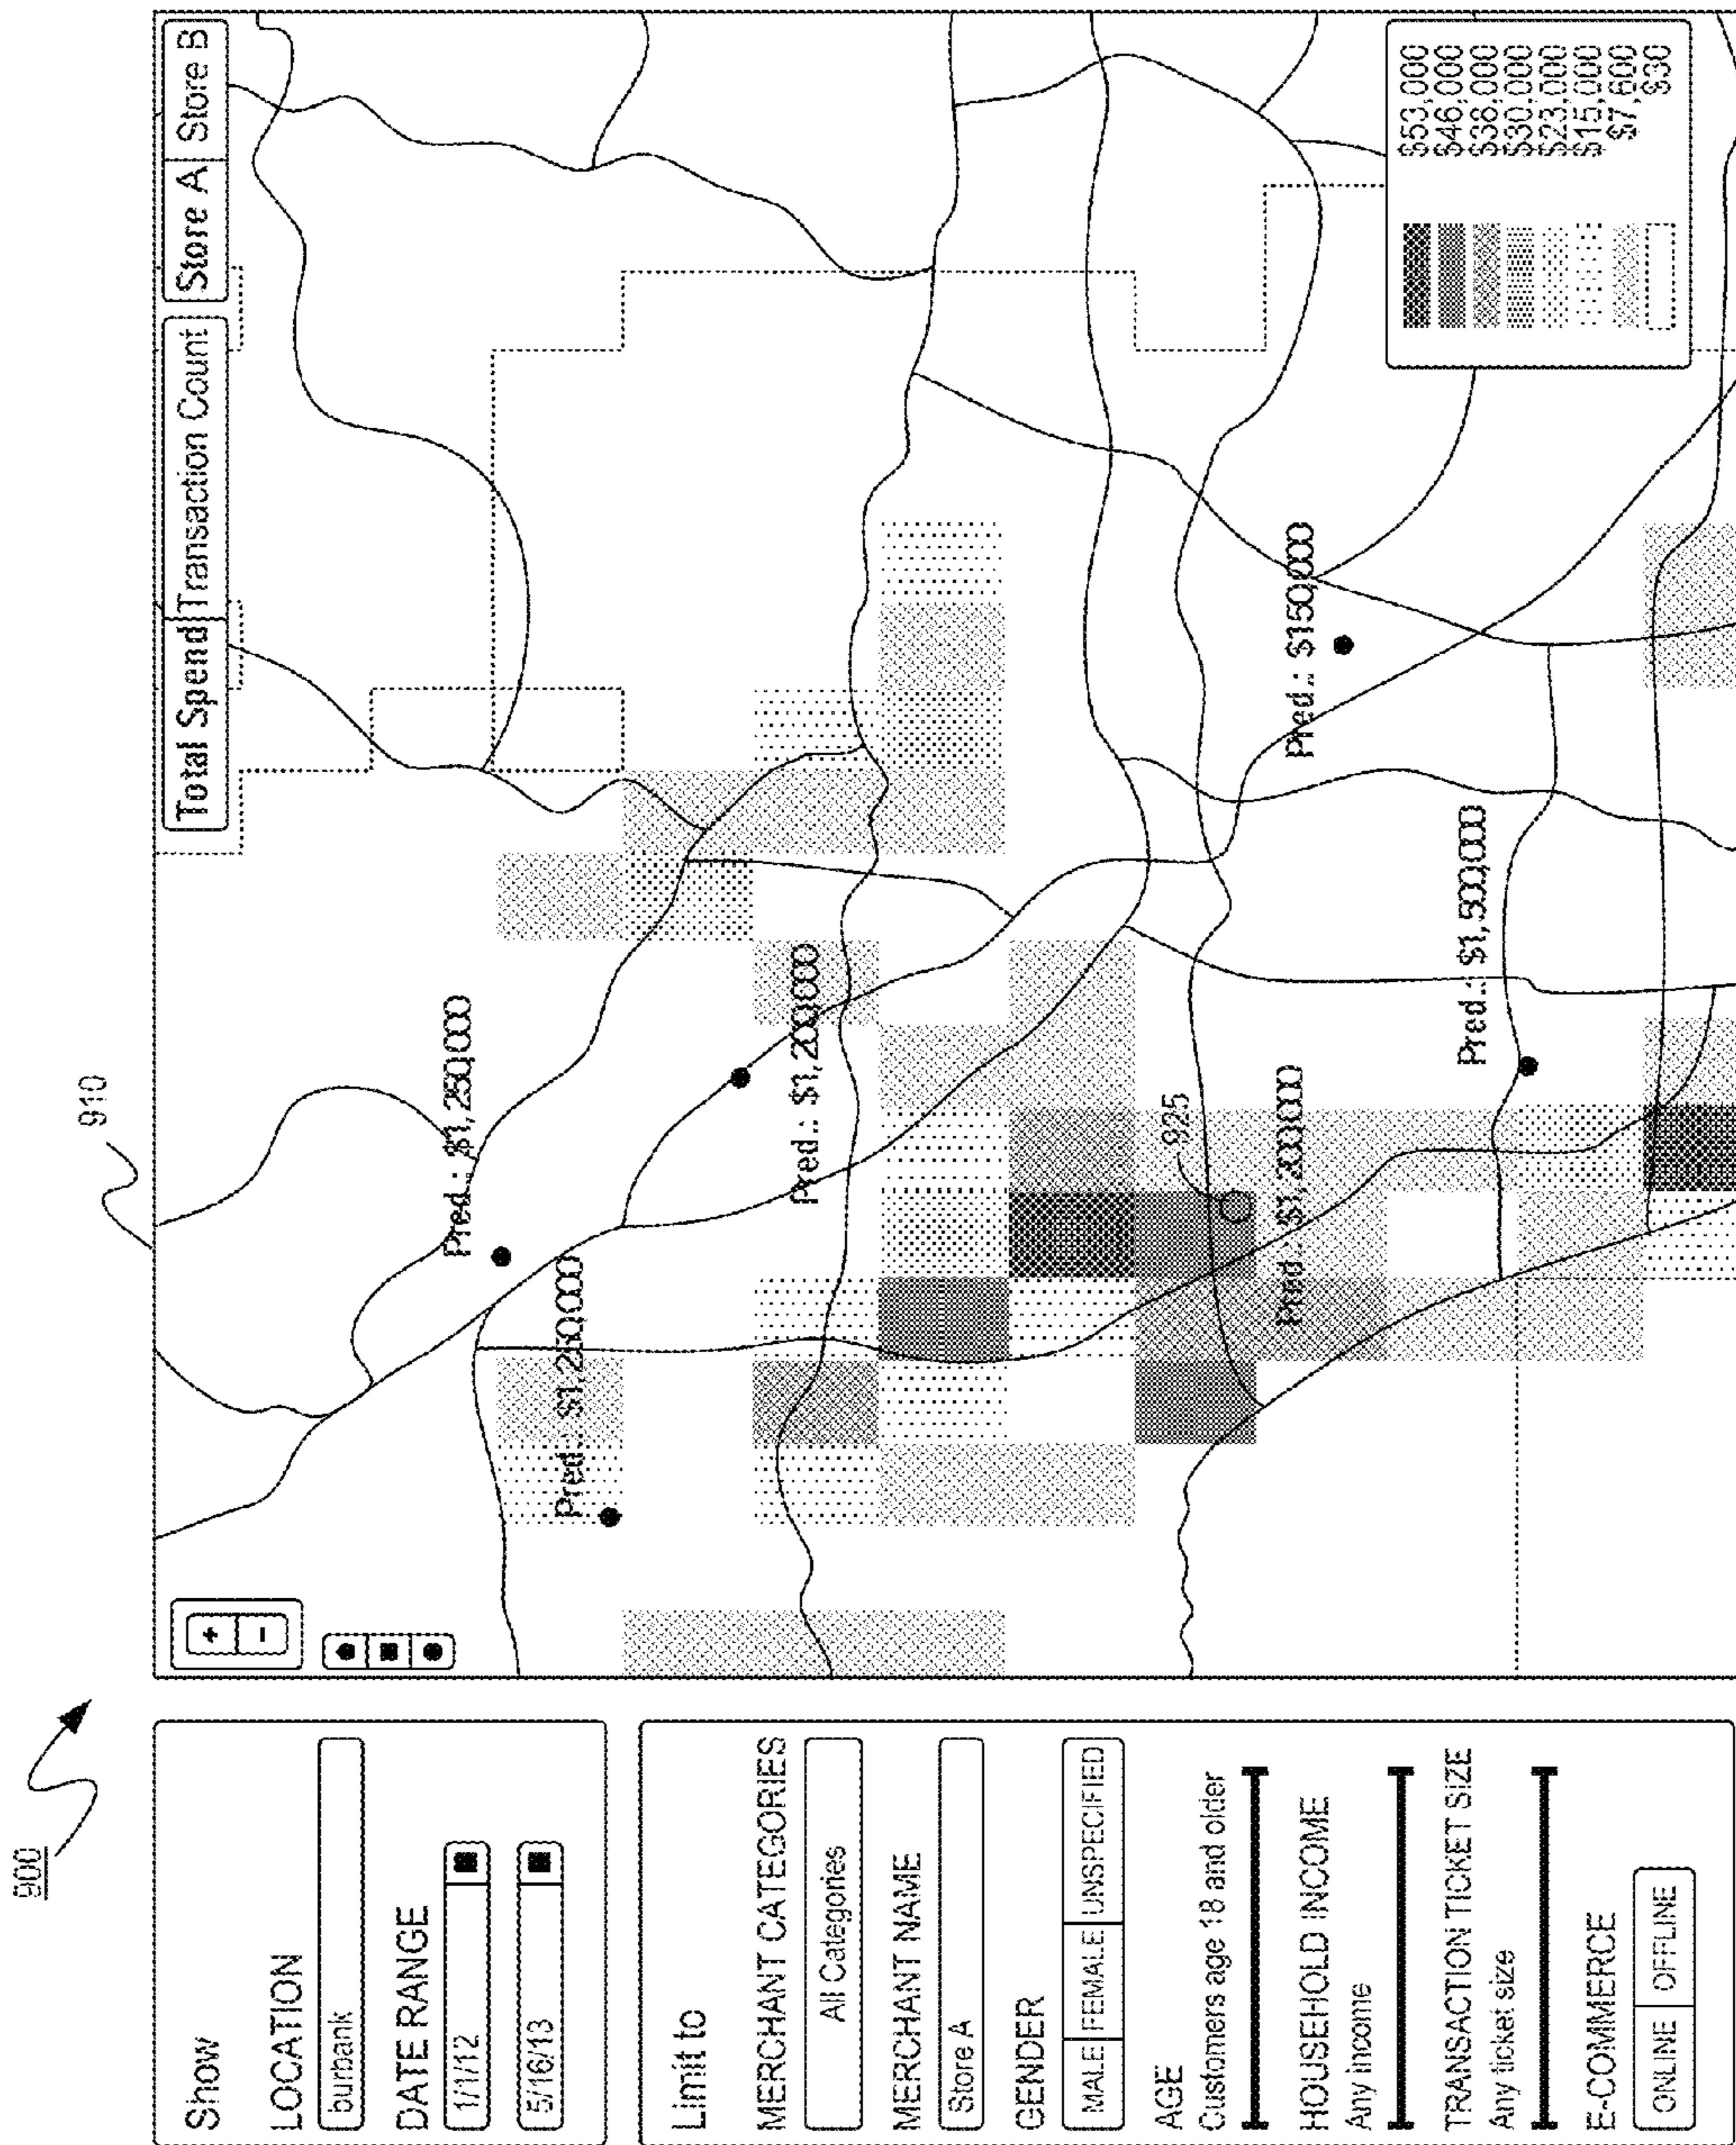 900
Show
LOCATION
burbank
DATE RANGE
1/1/12
5/16/13
Limit to
MERCHANT CATEGORIES
All Categories
MERCHANT NAME
Store A
GENDER
MALE FEMALE UNSPECIFIED
AGE
Customers age 18 and older
HOUSEHOLD INCOME
Any income
TRANSACTION TICKET SIZE
Any ticket size
E-COMMERCE
ONLINE OFFLINE
910
+
-
Total Spend Transaction Count Store A Store B
Pred.: $1,250,000
Pred.: $1,250,000
Pred.: $1,200,000
925
Pred.: $1,200,000
Pred.: $150,000
Pred.: $1,500,000
$53,000
$46,000
$38,000
$30,000
$23,000
$15,000
$7,600
$330